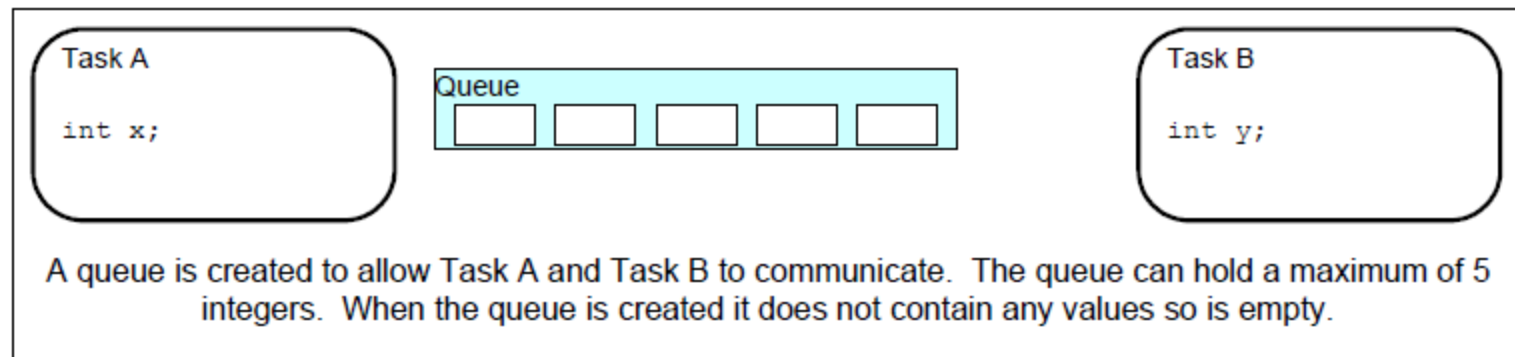 Task A
int x;
Queue
Task B
int y;
A queue is created to allow Task A and Task B to communicate.  The queue can hold a maximum of 5
integers.  When the queue is created it does not contain any values so is empty.